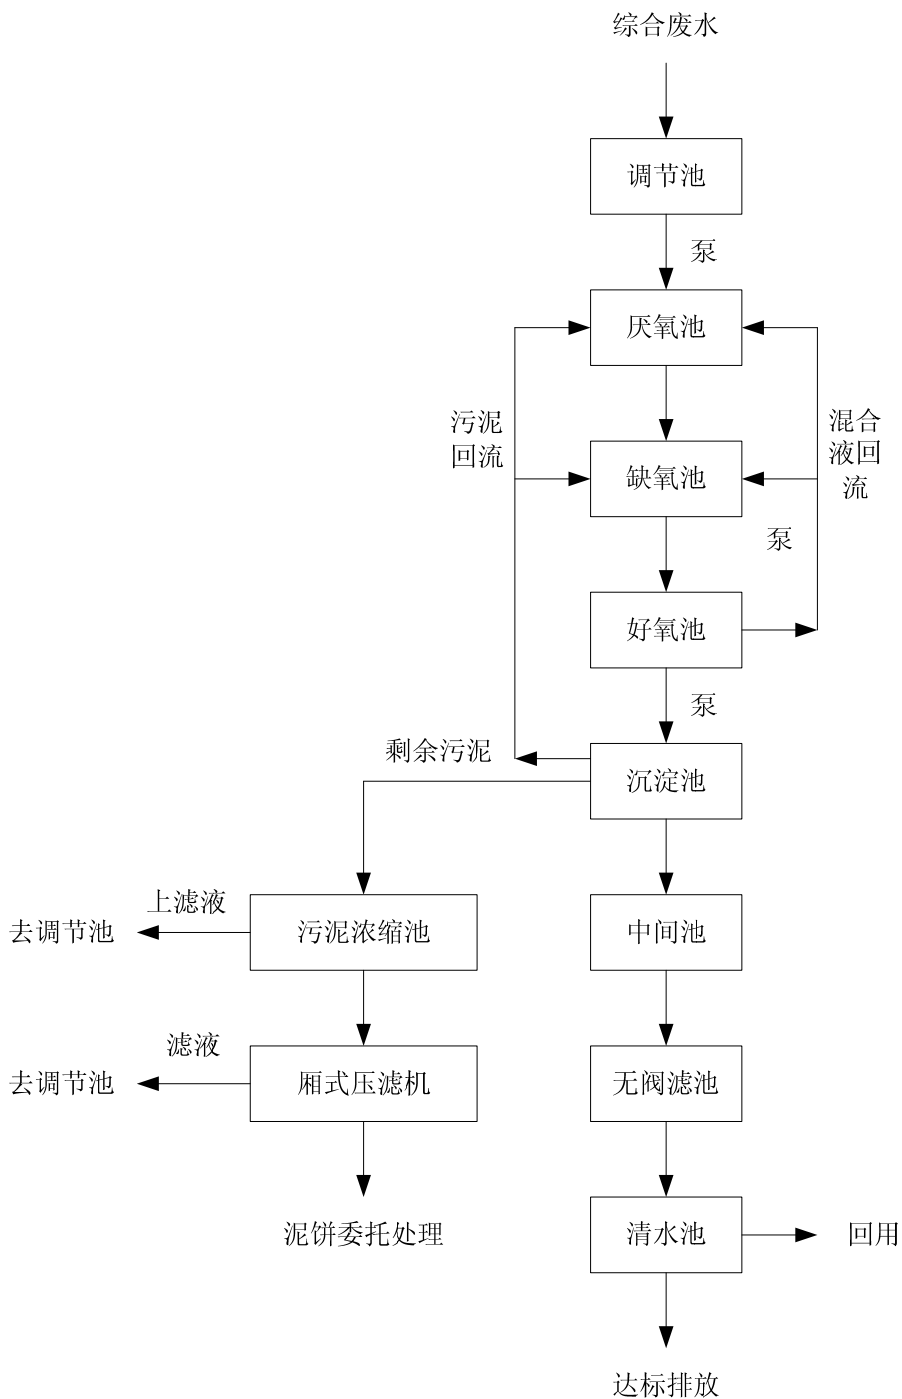 综合废水
调节池
泵
厌氧池
污泥
回流
混合
液回
流
缺氧池
泵
好氧池
泵
剩余污泥
沉淀池
上滤液
去调节池
污泥浓缩池
中间池
滤液
去调节池
厢式压滤机
无阀滤池
泥饼委托处理
清水池
回用
达标排放